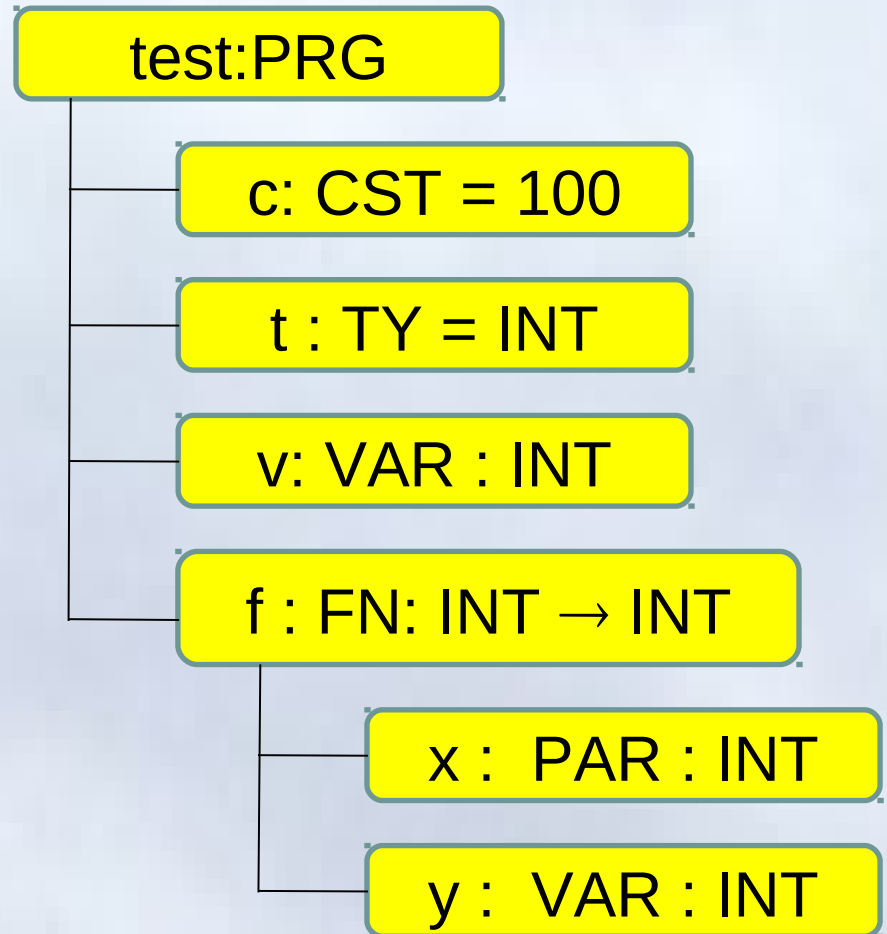 test:PRG
c: CST = 100
t : TY = INT
v: VAR : INT
f : FN: INT → INT
x : PAR : INT
y : VAR : INT